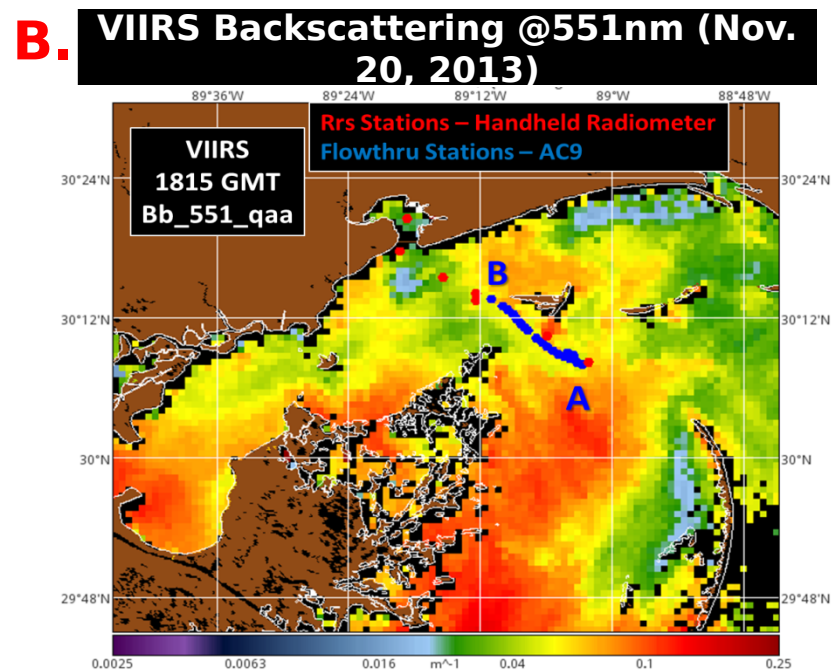 B.
VIIRS Backscattering @551nm (Nov.
20, 2013)
89°36'W 89°24'W 89°12'W 89°W 88°48'W
Rrs Stations – Handheld Radiometer
Flowthru Stations – AC9
VIIRS
1815 GMT
Bb_551_qaa
30°24'N 30°24'N
B
30°12'N 30°12'N
A
30°N 30°N
29°48'N 29°48'N
0.0025 0.0063 0.016 m^-1 0.04 0.1 0.25